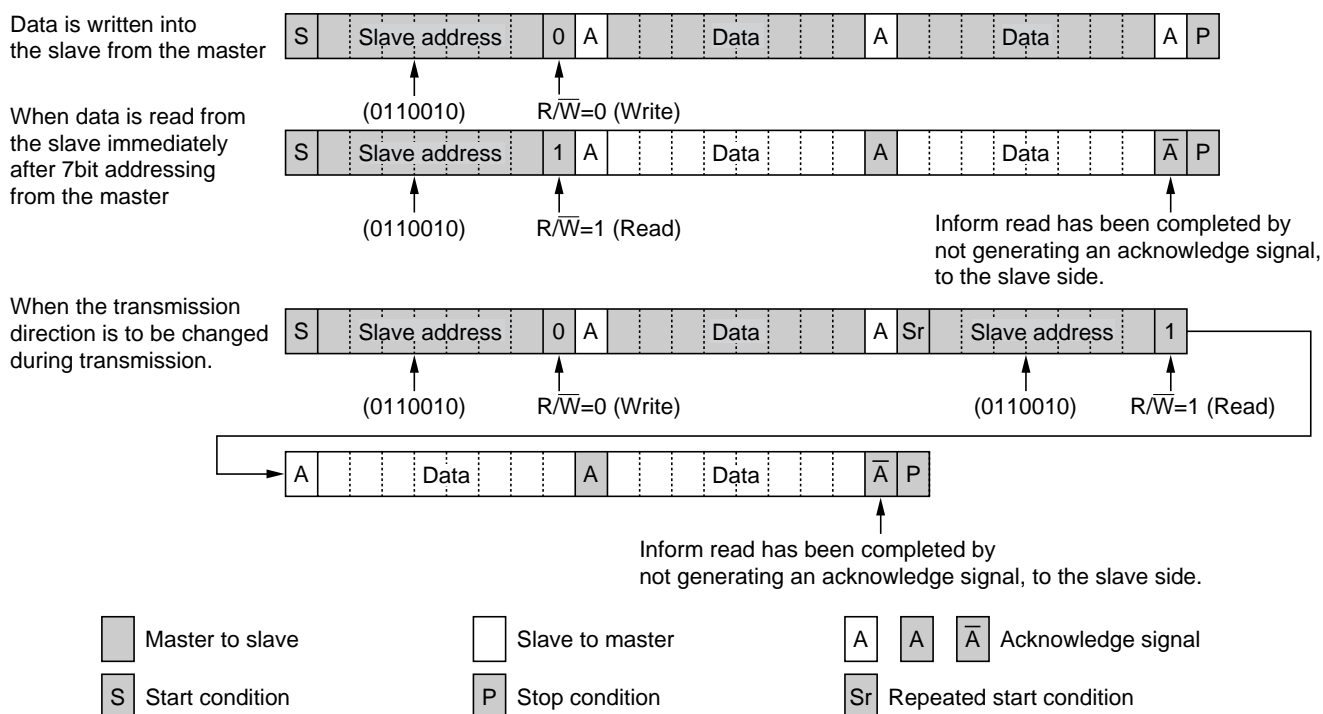 Data is written into
the slave from the master
S Slave address 0 A Data A Data A P
(0110010) R/W̅=0 (Write)
When data is read from
the slave immediately
after 7bit addressing
from the master
S Slave address 1 A Data A Data A̅ P
(0110010) R/W̅=1 (Read)
Inform read has been completed by
not generating an acknowledge signal,
to the slave side.
When the transmission
direction is to be changed
during transmission.
S Slave address 0 A Data A Sr Slave address 1
(0110010) R/W̅=0 (Write) (0110010) R/W̅=1 (Read)
A Data A Data A̅ P
Inform read has been completed by
not generating an acknowledge signal, to the slave side.
Master to slave Slave to master A A A̅ Acknowledge signal
S Start condition P Stop condition Sr Repeated start condition